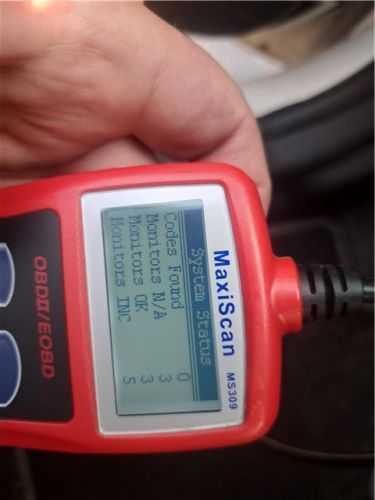 MaxiScan MS309
System Status
Codes Found 0
Monitors N/A 3
Monitors OK 3
Monitors INC 5
OBDII/EOBD